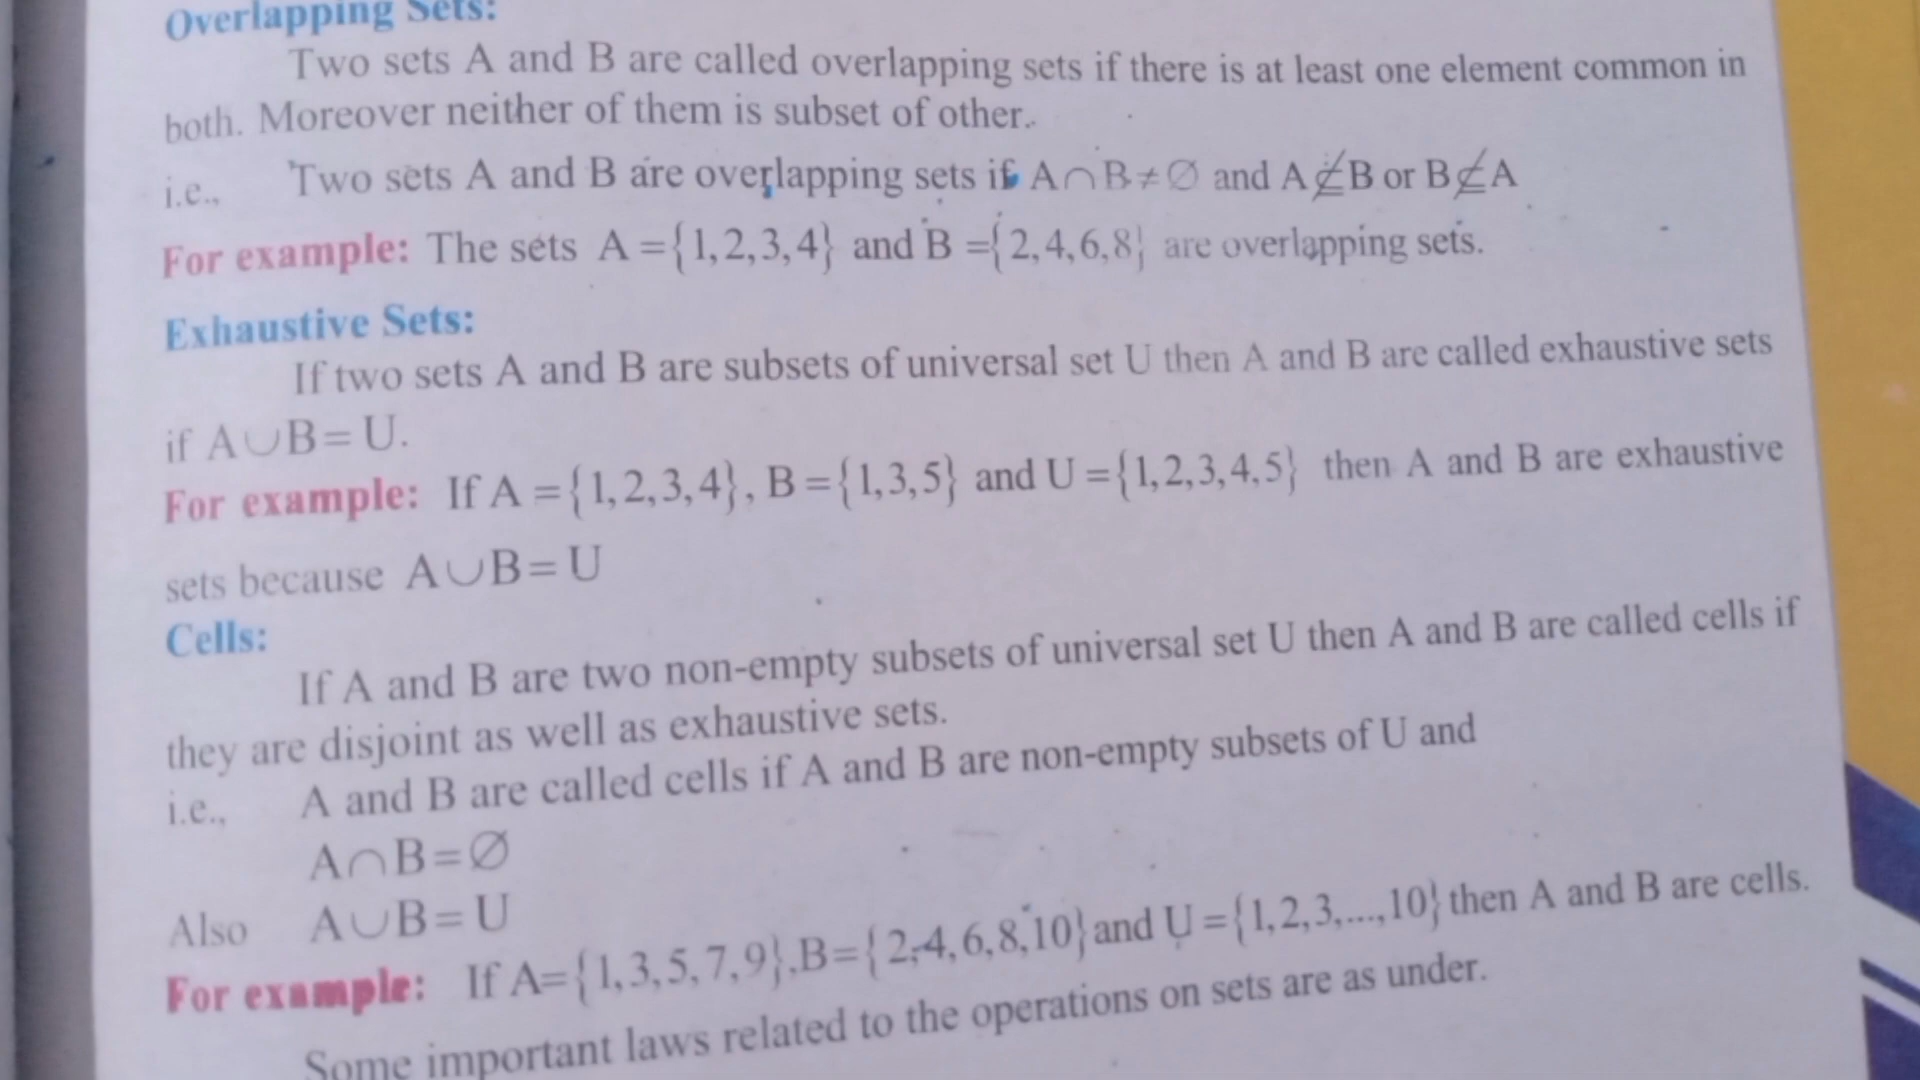 Overlapping Sets:
Two sets A and B are called overlapping sets if there is at least one element common in
both. Moreover neither of them is subset of other.
i.e., Two sets A and B are overlapping sets if A∩B≠∅ and A⊈B or B⊈A
For example: The sets A={1,2,3,4} and B={2,4,6,8} are overlapping sets.
Exhaustive Sets:
If two sets A and B are subsets of universal set U then A and B are called exhaustive sets
if A∪B=U.
For example: If A={1,2,3,4}, B={1,3,5} and U={1,2,3,4,5} then A and B are exhaustive
sets because A∪B=U
Cells:
If A and B are two non-empty subsets of universal set U then A and B are called cells if
they are disjoint as well as exhaustive sets.
i.e., A and B are called cells if A and B are non-empty subsets of U and
A∩B=∅
Also A∪B=U
For example: If A={1,3,5,7,9},B={2,4,6,8,10} and U={1,2,3,...,10} then A and B are cells.
Some important laws related to the operations on sets are as under.